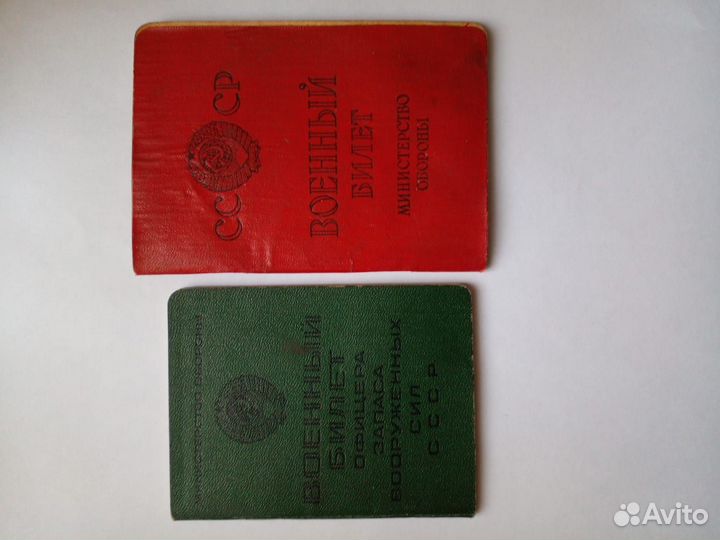 СССР
ВОЕННЫЙ
БИЛЕТ
МИНИСТЕРСТВО
ОБОРОНЫ
МИНИСТЕРСТВО ОБОРОНЫ
ВОЕННЫЙ
БИЛЕТ
ОФИЦЕРА
ЗАПАСА
ВООРУЖЕННЫХ
СИЛ
СССР
Avito